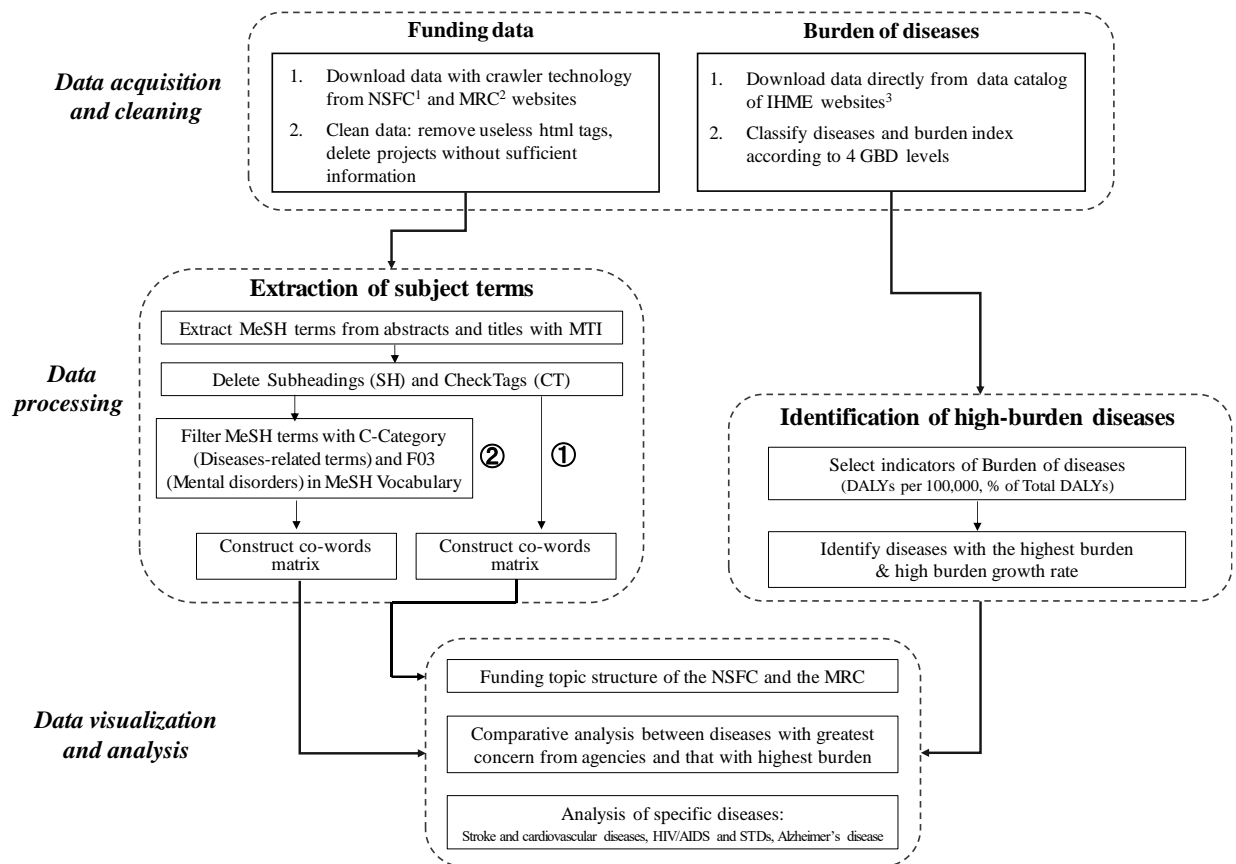 Funding data
Burden of diseases
Data acquisition
and cleaning
1. Download data with crawler technology
from NSFC¹ and MRC² websites
2. Clean data: remove useless html tags,
delete projects without sufficient
information
1. Download data directly from data catalog
of IHME websites³
2. Classify diseases and burden index
according to 4 GBD levels
Extraction of subject terms
Extract MeSH terms from abstracts and titles with MTI
Delete Subheadings (SH) and CheckTags (CT)
Data
processing
Filter MeSH terms with C-Category
(Diseases-related terms) and F03
(Mental disorders) in MeSH Vocabulary
② ①
Construct co-words
matrix
Construct co-words
matrix
Identification of high-burden diseases
Select indicators of Burden of diseases
(DALYs per 100,000, % of Total DALYs)
Identify diseases with the highest burden
& high burden growth rate
Data visualization
and analysis
Funding topic structure of the NSFC and the MRC
Comparative analysis between diseases with greatest
concern from agencies and that with highest burden
Analysis of specific diseases:
Stroke and cardiovascular diseases, HIV/AIDS and STDs, Alzheimer's disease